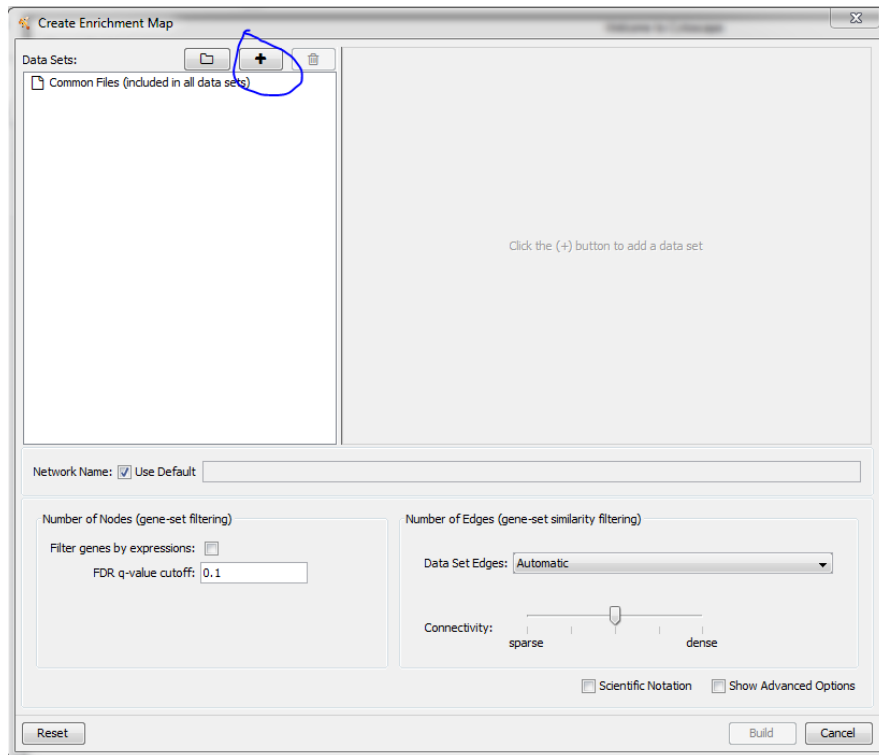 Create Enrichment Map
Data Sets:
Common Files (included in all data sets)
Click the (+) button to add a data set
Network Name: Use Default
Number of Nodes (gene-set filtering)
Filter genes by expressions:
FDR q-value cutoff: 0.1
Number of Edges (gene-set similarity filtering)
Data Set Edges: Automatic
Connectivity:
sparse dense
Scientific Notation Show Advanced Options
Reset Build Cancel